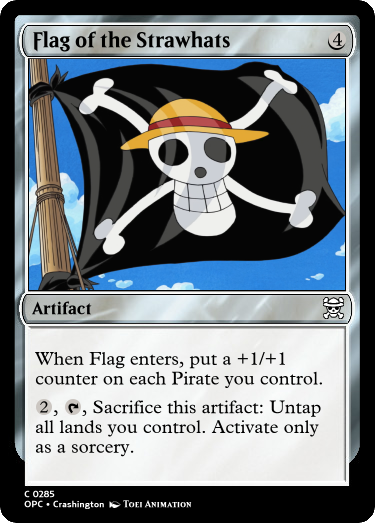 Flag of the Strawhats 4
Artifact
When Flag enters, put a +1/+1
counter on each Pirate you control.
2, , Sacrifice this artifact: Untap
all lands you control. Activate only
as a sorcery.
C 0285
OPC • Crashington Toei Animation